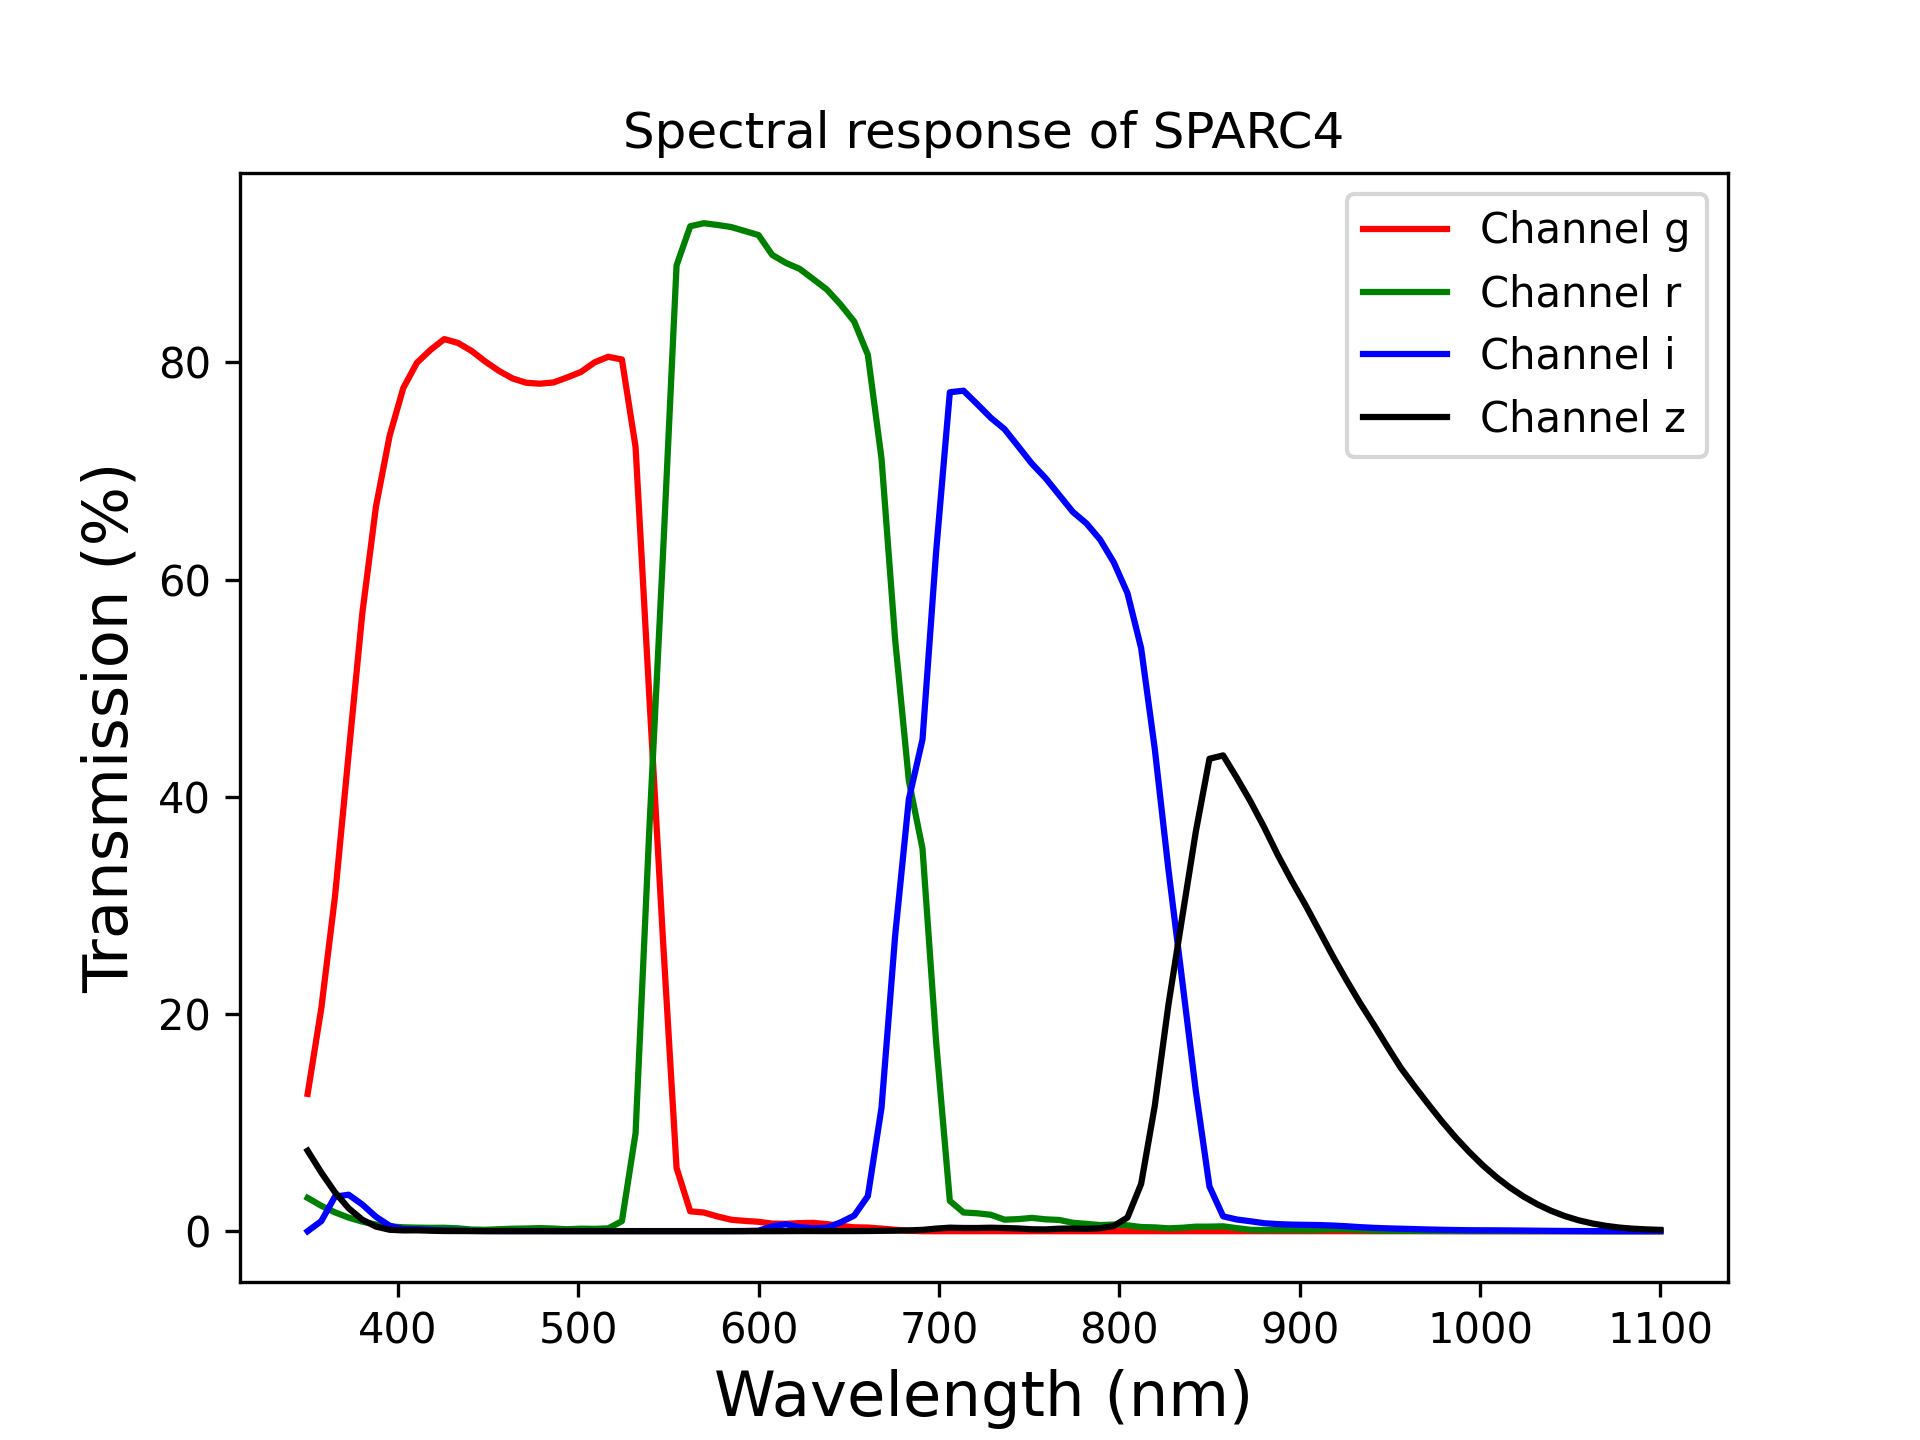 Spectral response of SPARC4
Channel g
Channel r
Channel i
Channel z
Transmission (%)
80
60
40
20
0
400 500 600 700 800 900 1000 1100
Wavelength (nm)